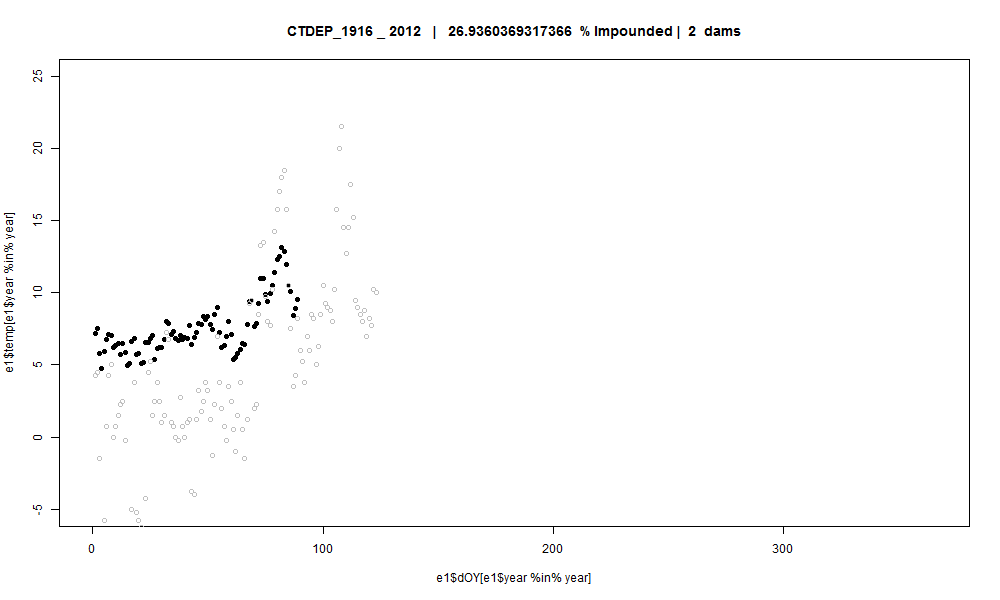 CTDEP_1916 _ 2012 | 26.9360369317366 % Impounded | 2 dams
25
20
15
10
5
0
-5
e1$temp[e1$year %in% year]
0 100 200 300
e1$dOY[e1$year %in% year]